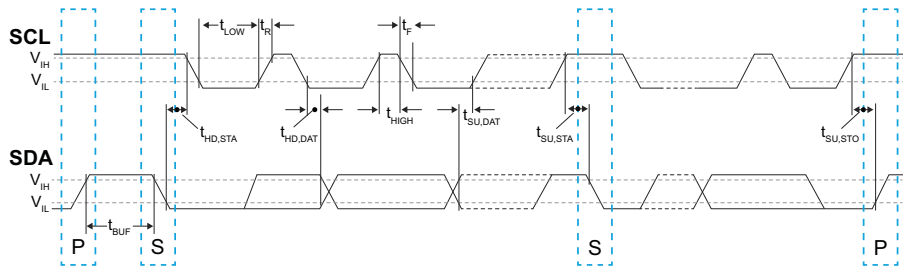 t_LOW t_R t_F
SCL
V_IH
V_IL
t_HD,STA t_HD,DAT t_HIGH t_SU,DAT t_SU,STA t_SU,STO
SDA
V_IH
V_IL
t_BUF
P S S P